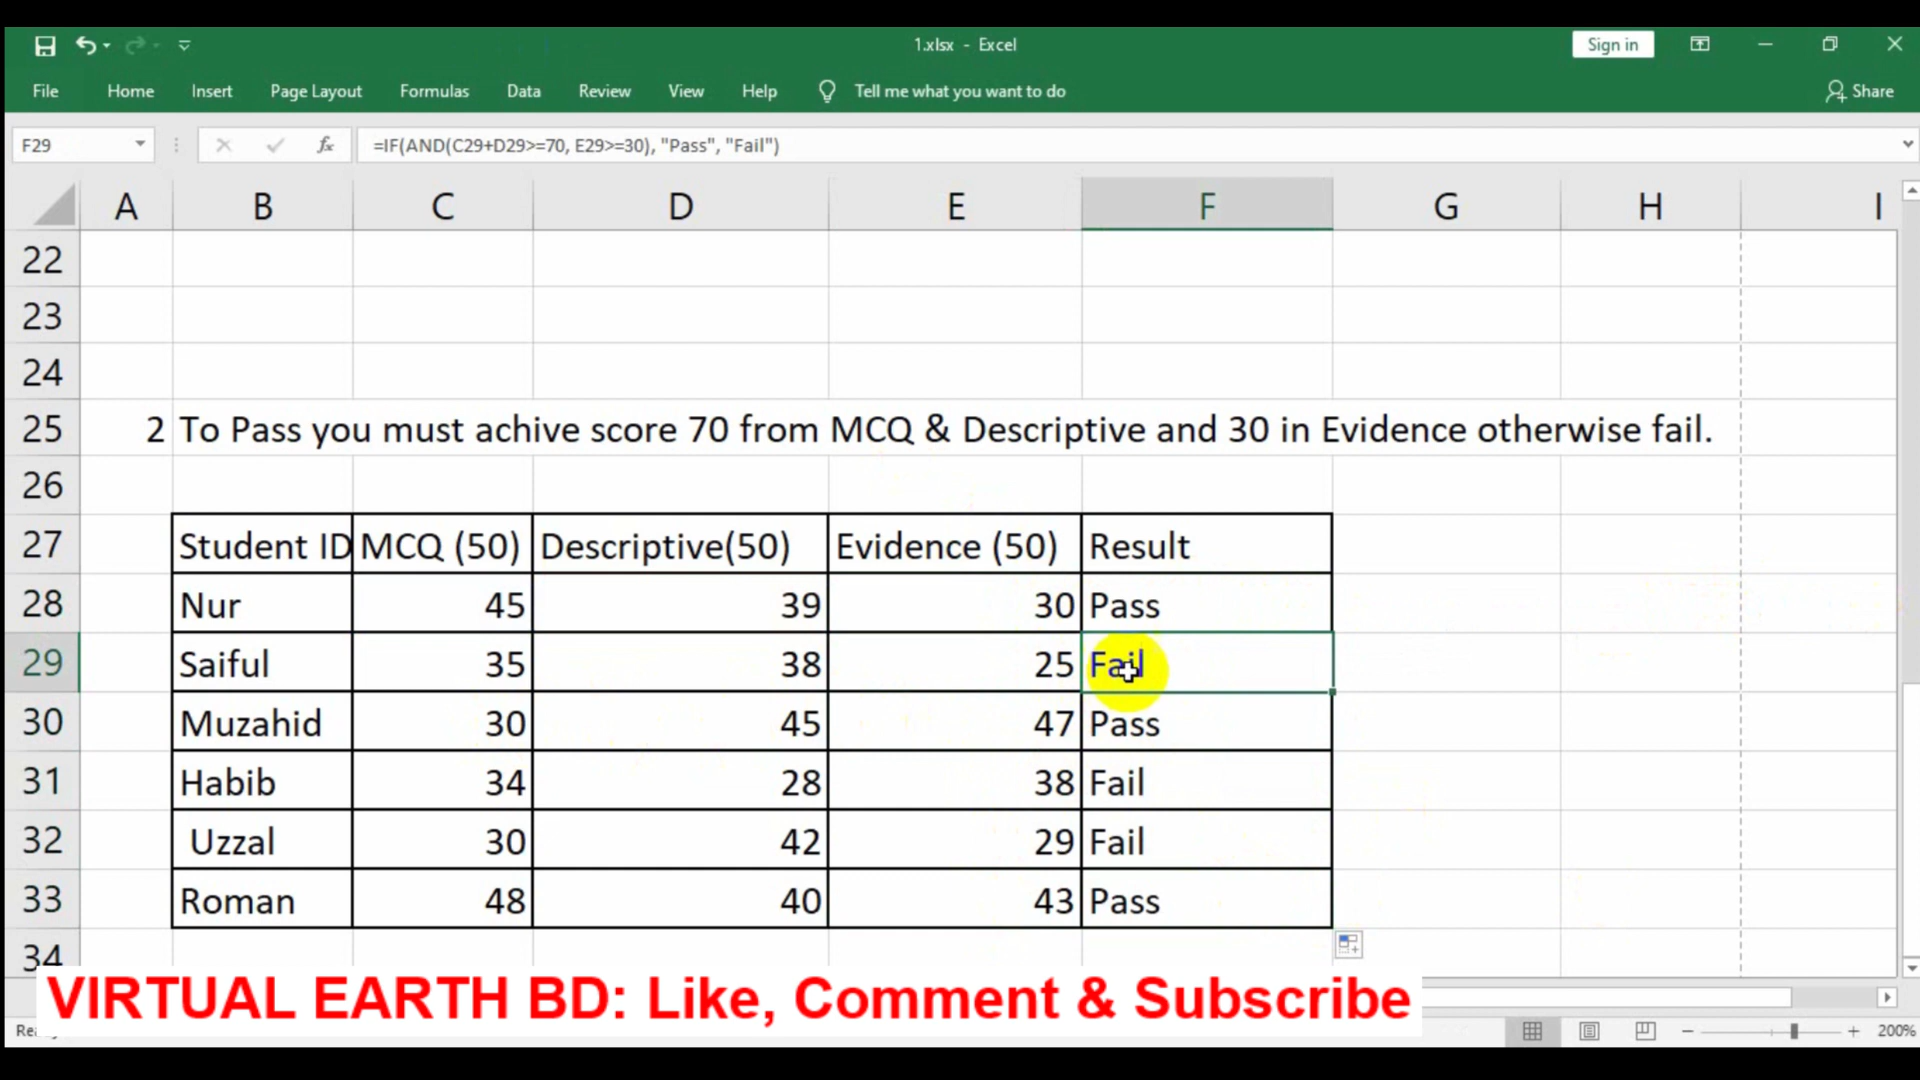 1.xlsx - Excel
Sign in
File Home Insert Page Layout Formulas Data Review View Help Tell me what you want to do Share
F29 fx =IF(AND(C29+D29>=70, E29>=30), "Pass", "Fail")
A B C D E F G H I
22
23
24
25 2 To Pass you must achive score 70 from MCQ & Descriptive and 30 in Evidence otherwise fail.
26
27 Student ID MCQ (50) Descriptive(50) Evidence (50) Result
28 Nur 45 39 30 Pass
29 Saiful 35 38 25 Fail
30 Muzahid 30 45 47 Pass
31 Habib 34 28 38 Fail
32 Uzzal 30 42 29 Fail
33 Roman 48 40 43 Pass
34
VIRTUAL EARTH BD: Like, Comment & Subscribe
200%